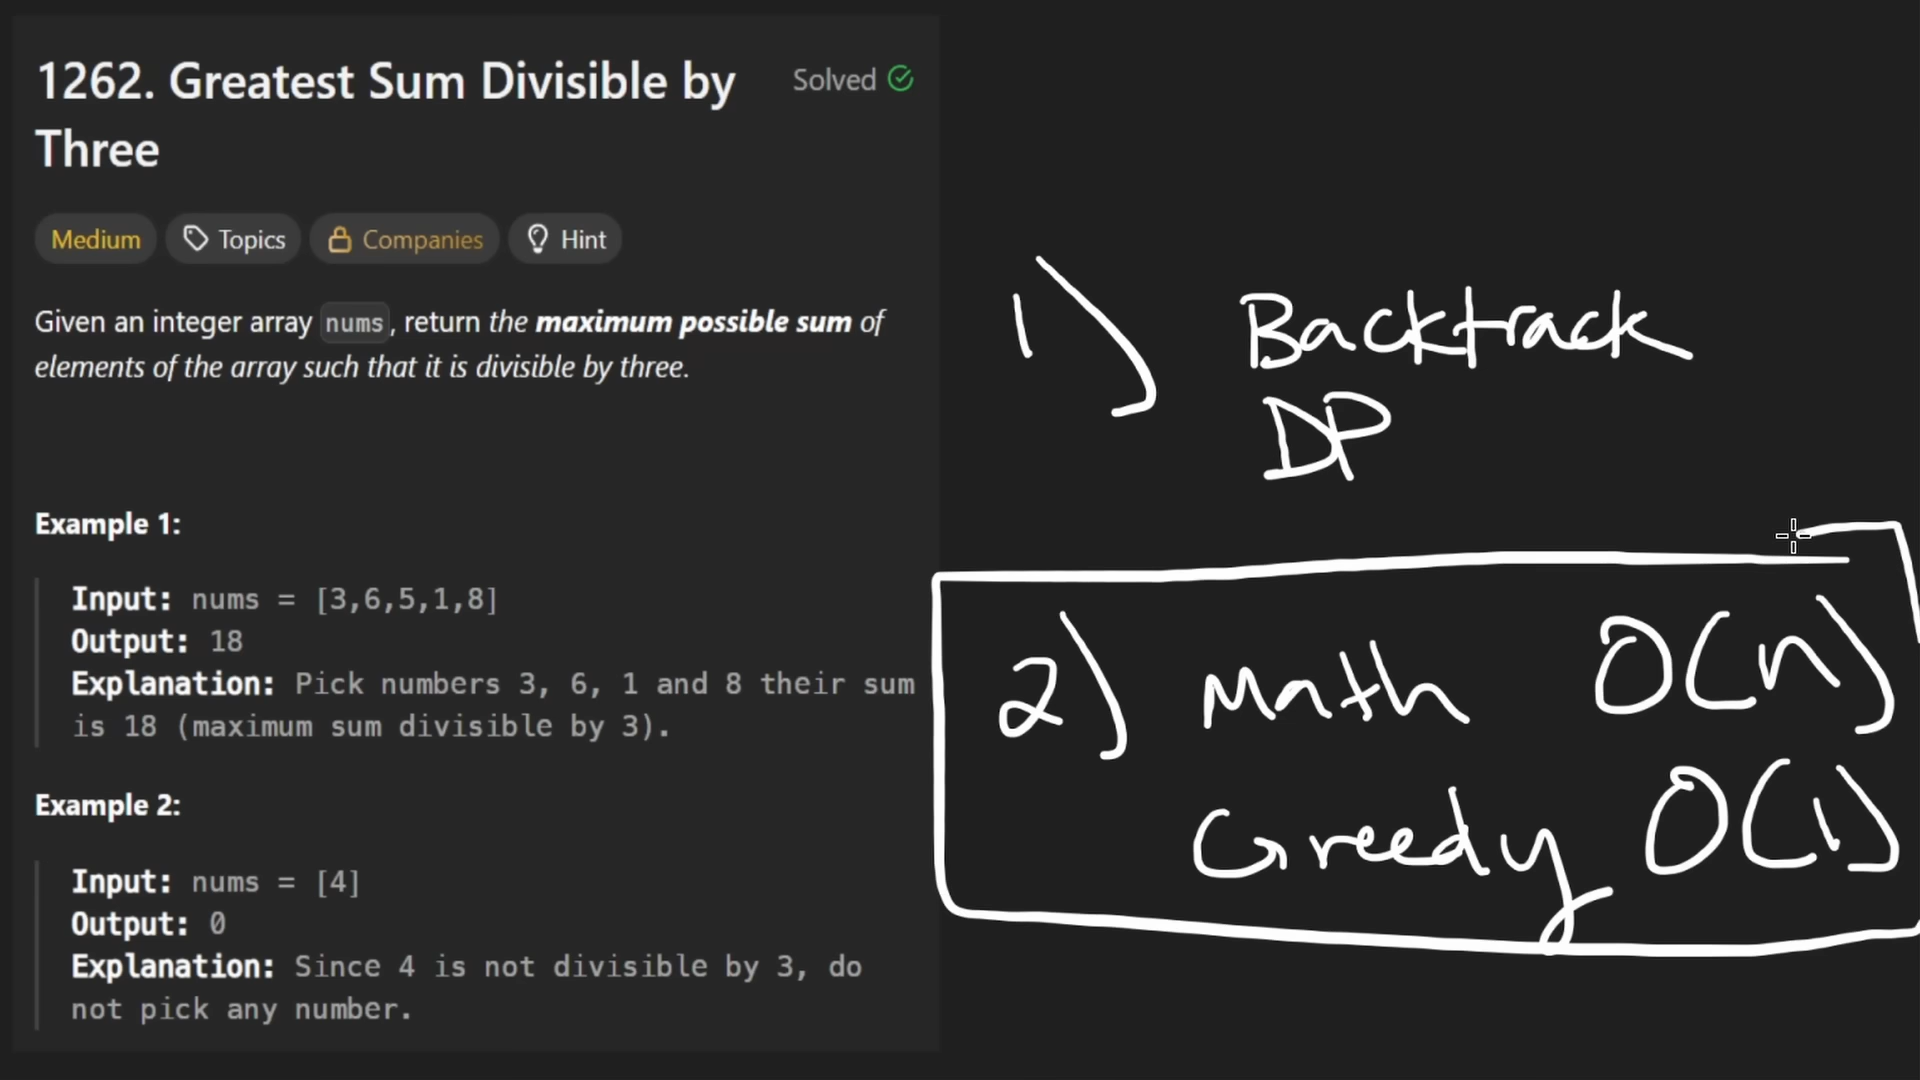 1262. Greatest Sum Divisible by
Three
Solved
Medium
Topics
Companies
Hint
Given an integer array nums, return the maximum possible sum of
elements of the array such that it is divisible by three.
Example 1:
Input: nums = [3,6,5,1,8]
Output: 18
Explanation: Pick numbers 3, 6, 1 and 8 their sum
is 18 (maximum sum divisible by 3).
Example 2:
Input: nums = [4]
Output: 0
Explanation: Since 4 is not divisible by 3, do
not pick any number.
1) Backtrack
DP
2) Math O(n)
Greedy O(1)